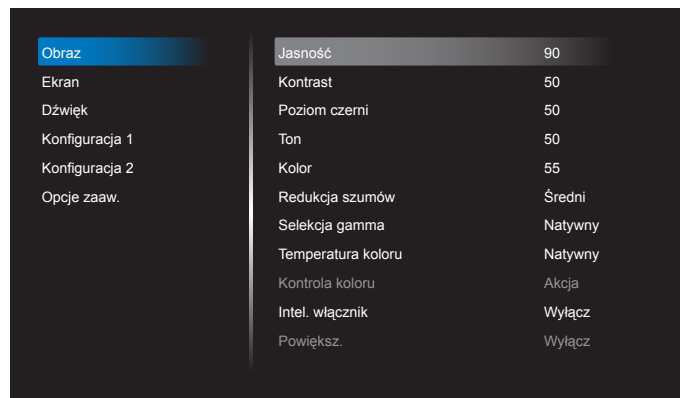 Obraz
Ekran
Dźwięk
Konfiguracja 1
Konfiguracja 2
Opcje zaaw.
Jasność 90
Kontrast 50
Poziom czerni 50
Ton 50
Kolor 55
Redukcja szumów Średni
Selekcja gamma Natywny
Temperatura koloru Natywny
Kontrola koloru Akcja
Intel. włącznik Wyłącz
Powiększ. Wyłącz